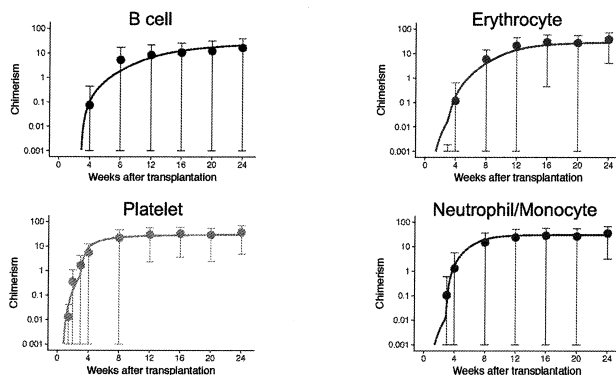 B cell
Chimerism
100
10
1
0.1
0.01
0.001
0 4 8 12 16 20 24
Weeks after transplantation
Erythrocyte
Chimerism
100
10
1
0.1
0.01
0.001
0 4 8 12 16 20 24
Weeks after transplantation
Platelet
Chimerism
100
10
1
0.1
0.01
0.001
0 4 8 12 16 20 24
Weeks after transplantation
Neutrophil/Monocyte
Chimerism
100
10
1
0.1
0.01
0.001
0 4 8 12 16 20 24
Weeks after transplantation